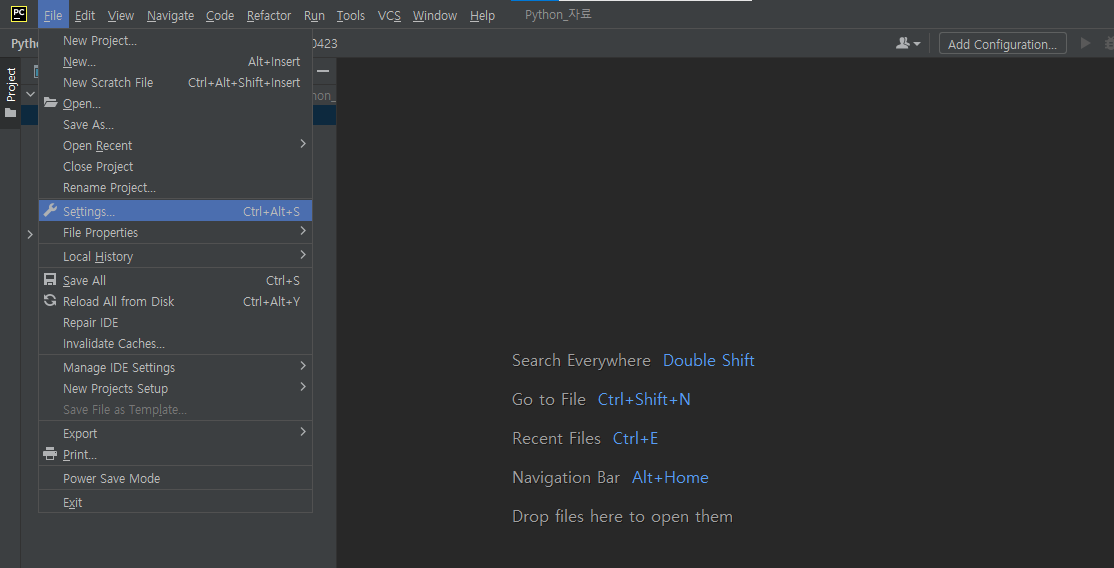 PC File Edit View Navigate Code Refactor Run Tools VCS Window Help Python_자료
Pyth 0423 Add Configuration...
Project
New Project...
New... Alt+Insert
New Scratch File Ctrl+Alt+Shift+Insert
Open... hon_
Save As...
Open Recent
Close Project
Rename Project...
Settings... Ctrl+Alt+S
File Properties
Local History
Save All Ctrl+S
Reload All from Disk Ctrl+Alt+Y
Repair IDE
Invalidate Caches...
Manage IDE Settings
New Projects Setup
Save File as Template...
Export
Print...
Power Save Mode
Exit
Search Everywhere Double Shift
Go to File Ctrl+Shift+N
Recent Files Ctrl+E
Navigation Bar Alt+Home
Drop files here to open them